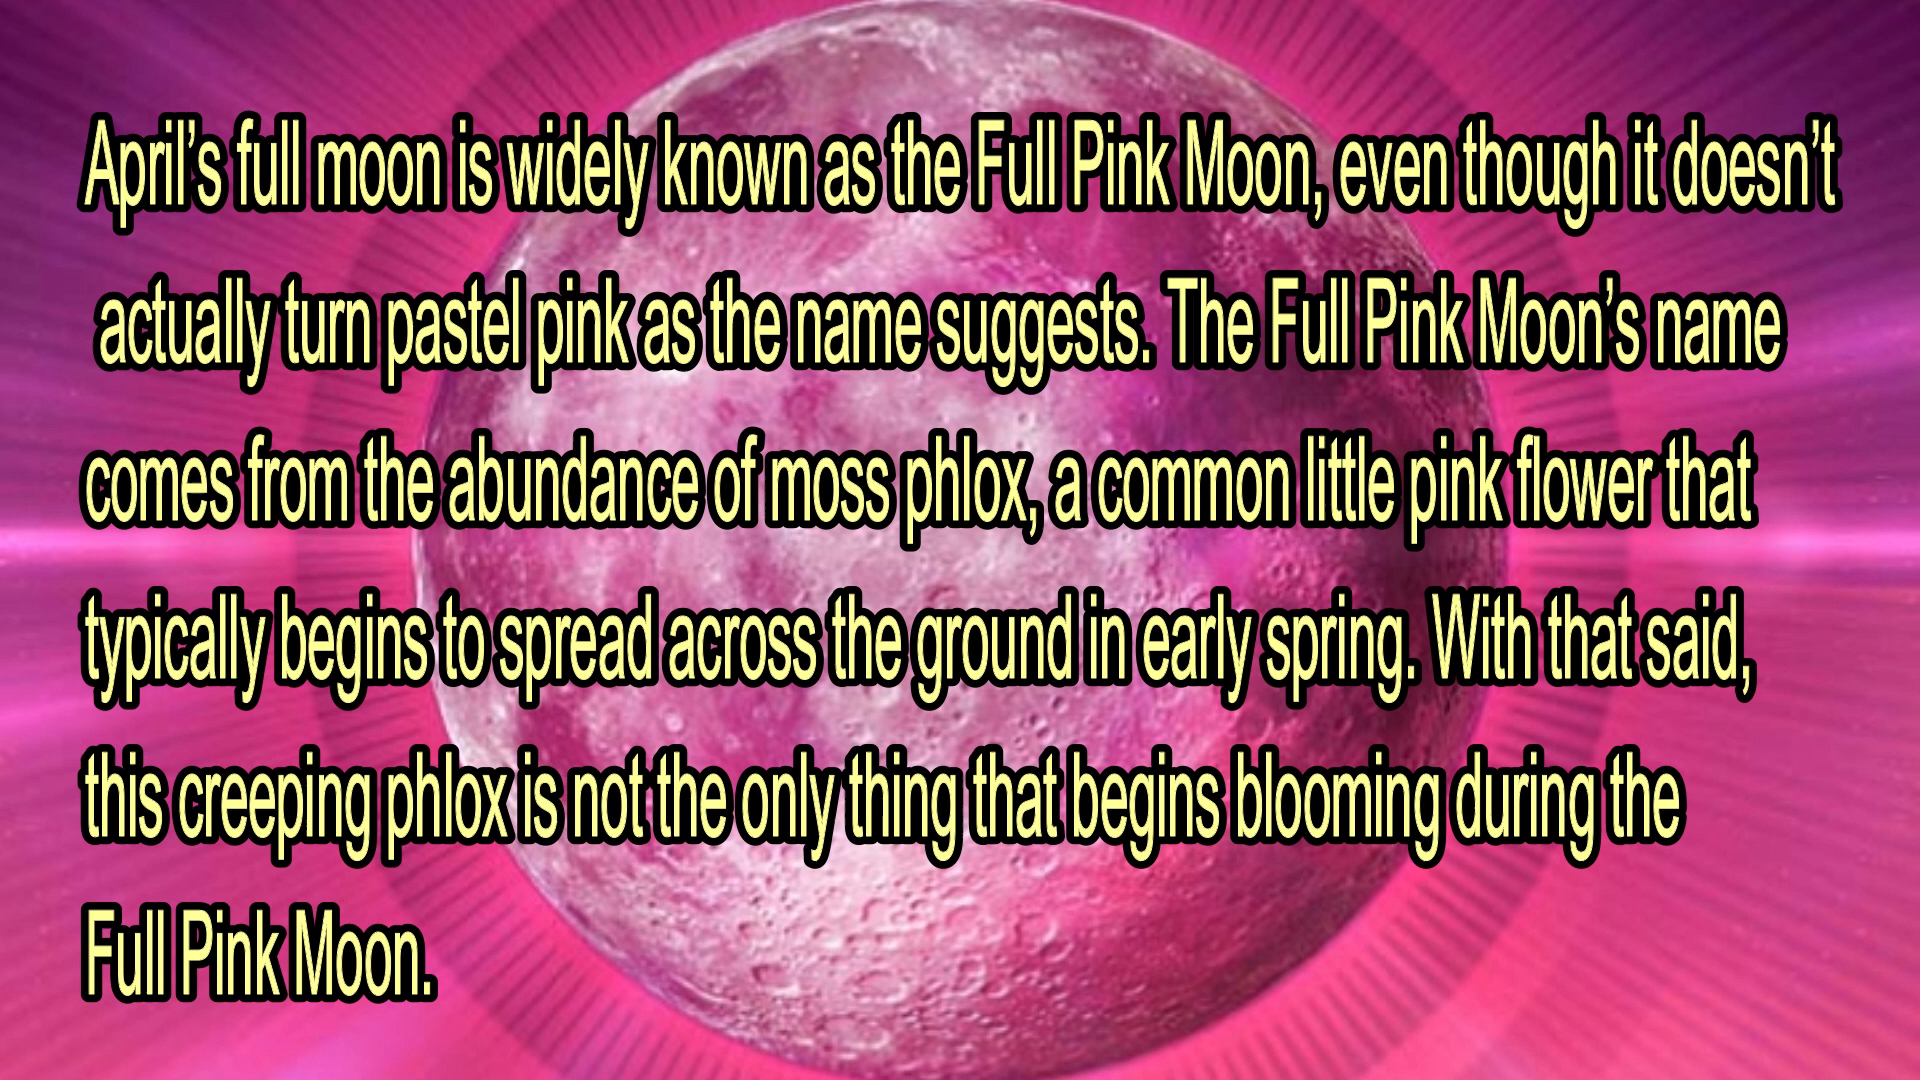 April’s full moon is widely known as the Full Pink Moon, even though it doesn’t
actually turn pastel pink as the name suggests. The Full Pink Moon’s name
comes from the abundance of moss phlox, a common little pink flower that
typically begins to spread across the ground in early spring. With that said,
this creeping phlox is not the only thing that begins blooming during the
Full Pink Moon.